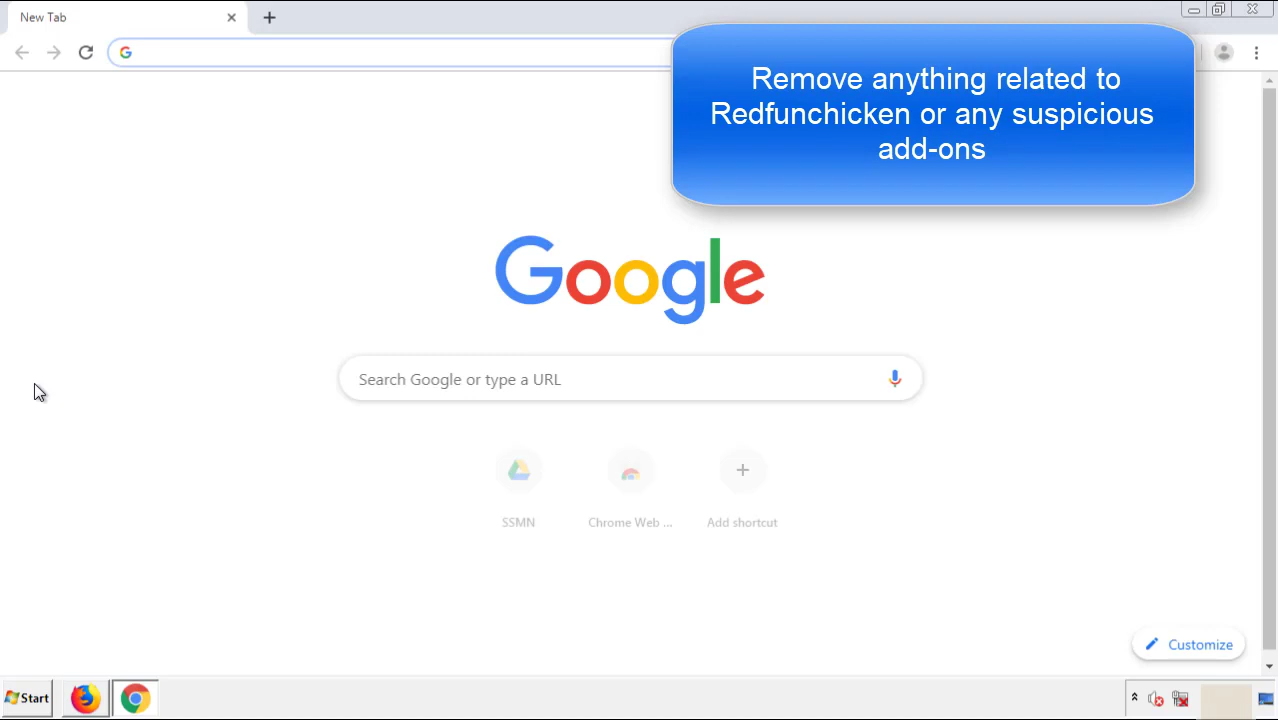 New Tab
Remove anything related to
Redfunchicken or any suspicious
add-ons
Google
Search Google or type a URL
SSMN
Chrome Web ...
Add shortcut
Customize
Start